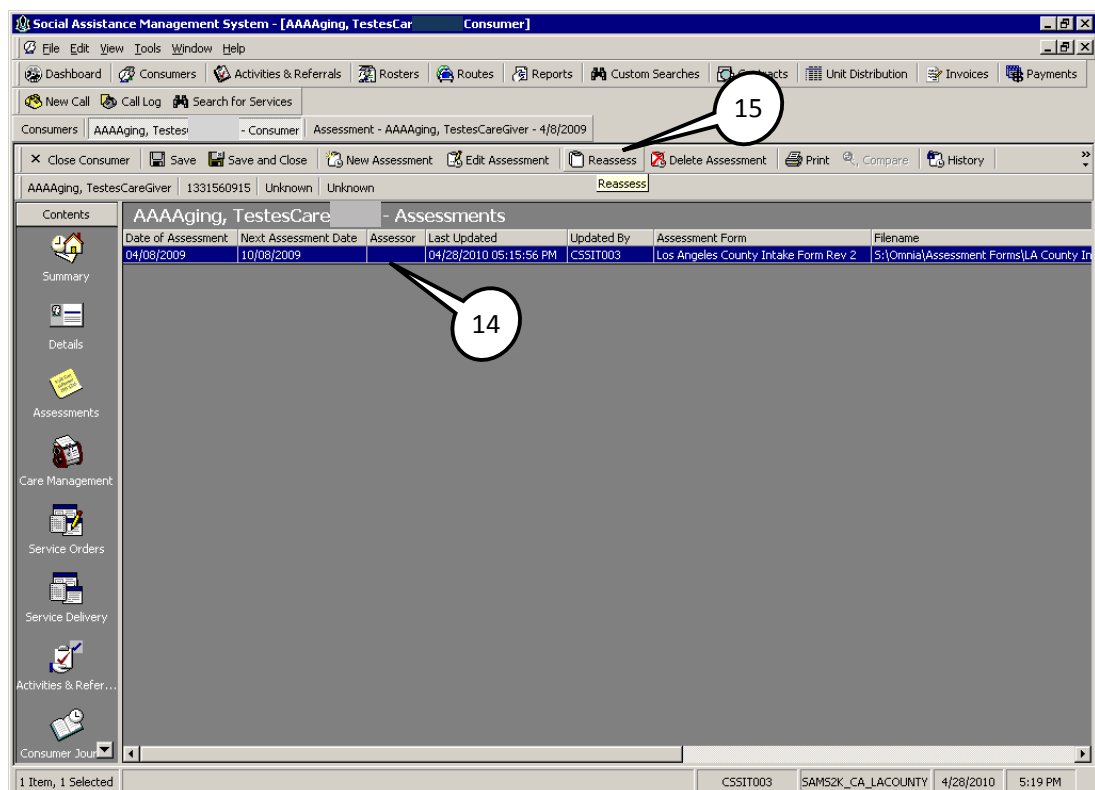 Social Assistance Management System - [AAAAging, TestesCar Consumer]
File Edit View Tools Window Help
Dashboard Consumers Activities & Referrals Rosters Routes Reports Custom Searches Unit Distribution Invoices Payments
New Call Call Log Search for Services
15
Consumers AAAAging, Testes - Consumer Assessment - AAAAging, TestesCareGiver - 4/8/2009
Close Consumer Save Save and Close New Assessment Edit Assessment Reassess Delete Assessment Print Compare History »
AAAAging, TestesCareGiver 1331560915 Unknown Unknown
Reassess
Contents
AAAAging, TestesCare - Assessments
Date of Assessment Next Assessment Date Assessor Last Updated Updated By Assessment Form Filename
04/08/2009 10/08/2009 04/28/2010 05:15:56 PM CSSIT003 Los Angeles County Intake Form Rev 2 S:\Omnia\Assessment Forms\LA County In
Summary
14
Details
Assessments
Care Management
Service Orders
Service Delivery
Activities & Refer...
Consumer Jour
1 Item, 1 Selected CSSIT003 SAMS2K_CA_LACOUNTY 4/28/2010 5:19 PM